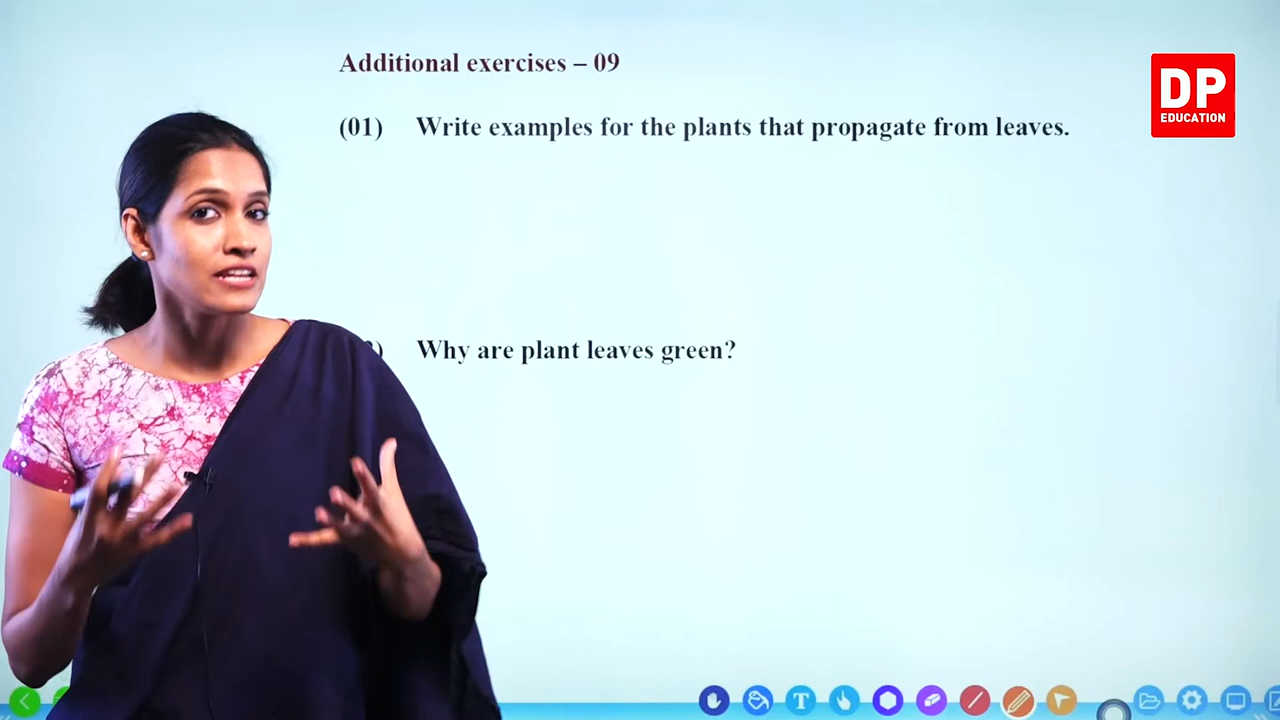 Additional exercises – 09
DP
EDUCATION
(01) Write examples for the plants that propagate from leaves.
) Why are plant leaves green?
T